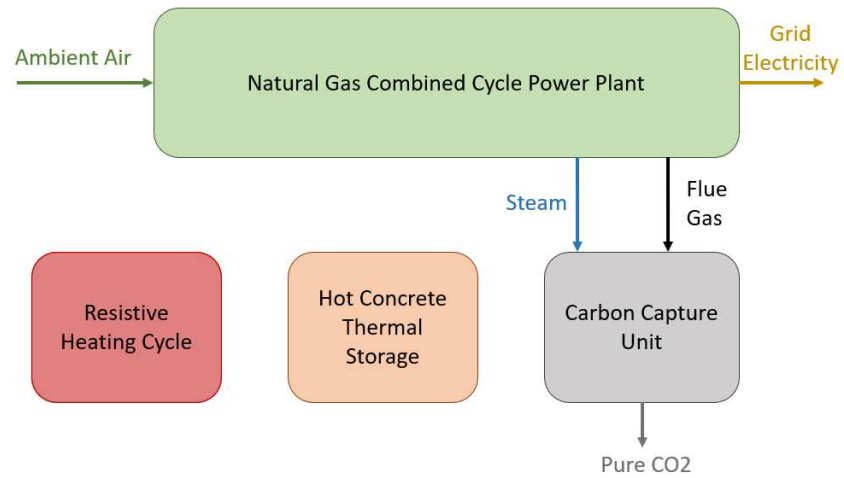 Ambient Air
Natural Gas Combined Cycle Power Plant
Grid
Electricity
Steam
Flue
Gas
Resistive
Heating Cycle
Hot Concrete
Thermal
Storage
Carbon Capture
Unit
Pure CO2